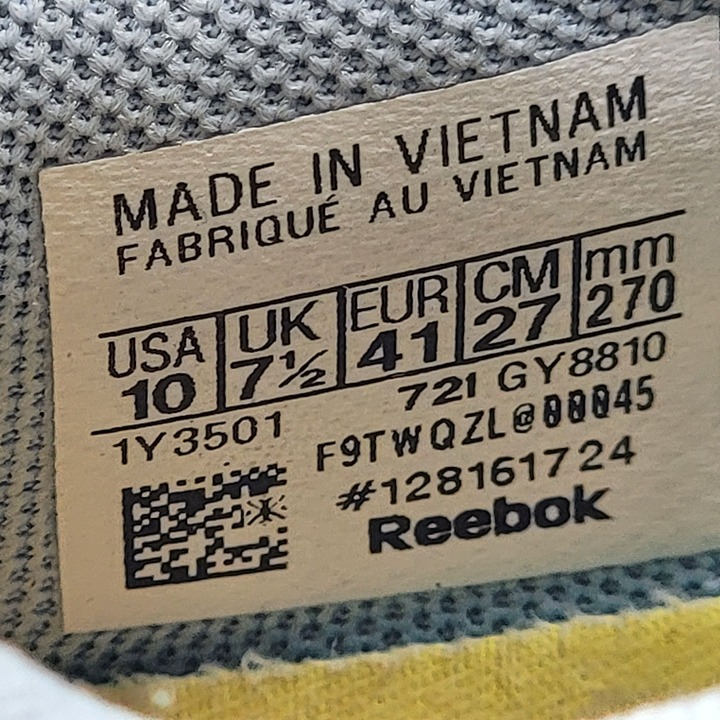 MADE IN VIETNAM
FABRIQUÉ AU VIETNAM
USA UK EUR CM mm
10 7½ 41 27 270
1Y3501 721 GY8810
F9TWQZL@00045
#128161724
Reebok